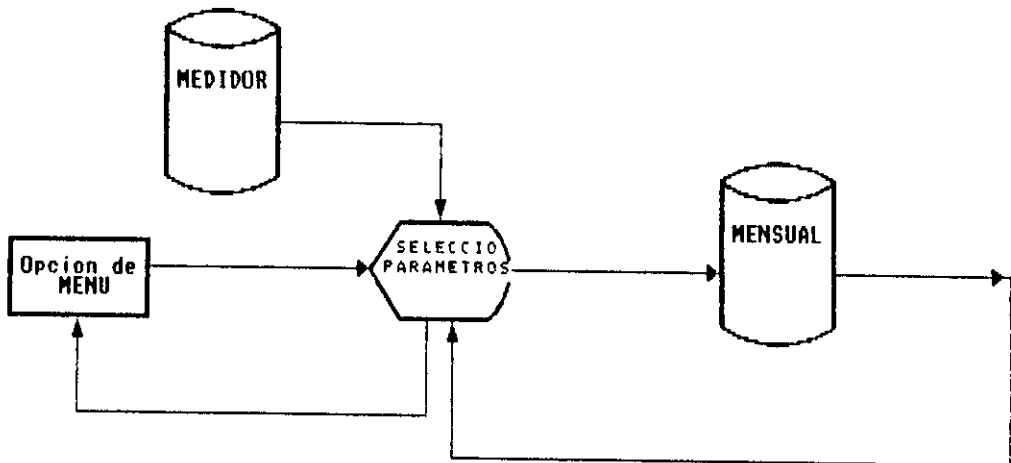 MEDIDOR
MENSUAL
SELECCIO
PARAMETROS
Opcion de
MENU